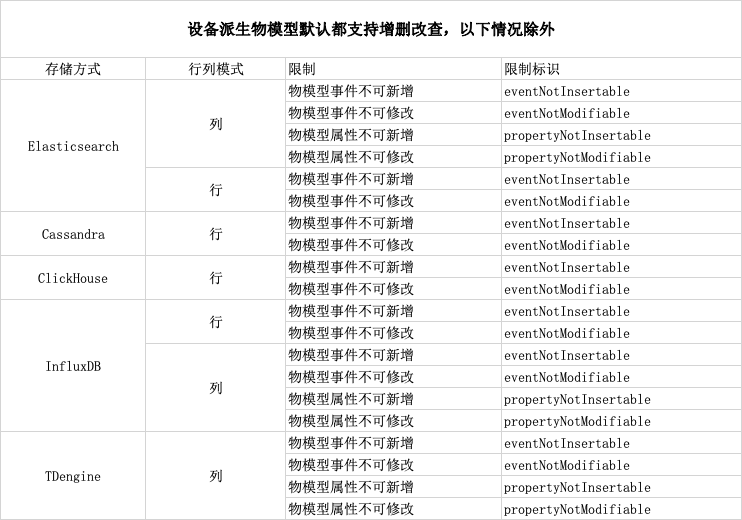 设备派生物模型默认都支持增删改查，以下情况除外
存储方式 行列模式 限制 限制标识
Elasticsearch 列 物模型事件不可新增 eventNotInsertable
物模型事件不可修改 eventNotModifiable
物模型属性不可新增 propertyNotInsertable
物模型属性不可修改 propertyNotModifiable
行 物模型事件不可新增 eventNotInsertable
物模型事件不可修改 eventNotModifiable
Cassandra 行 物模型事件不可新增 eventNotInsertable
物模型事件不可修改 eventNotModifiable
ClickHouse 行 物模型事件不可新增 eventNotInsertable
物模型事件不可修改 eventNotModifiable
InfluxDB 行 物模型事件不可新增 eventNotInsertable
物模型事件不可修改 eventNotModifiable
列 物模型事件不可新增 eventNotInsertable
物模型事件不可修改 eventNotModifiable
物模型属性不可新增 propertyNotInsertable
物模型属性不可修改 propertyNotModifiable
TDengine 列 物模型事件不可新增 eventNotInsertable
物模型事件不可修改 eventNotModifiable
物模型属性不可新增 propertyNotInsertable
物模型属性不可修改 propertyNotModifiable